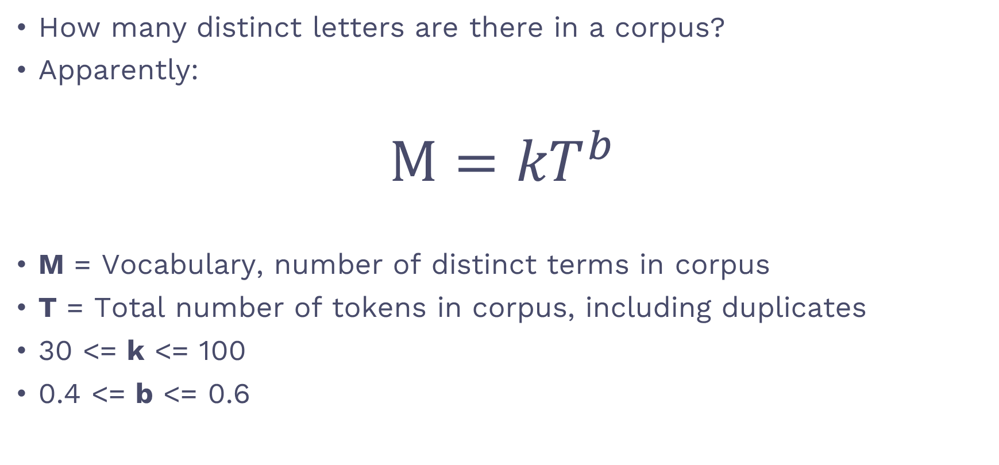 • How many distinct letters are there in a corpus?
• Apparently:
M = kT^b
• M = Vocabulary, number of distinct terms in corpus
• T = Total number of tokens in corpus, including duplicates
• 30 <= k <= 100
• 0.4 <= b <= 0.6